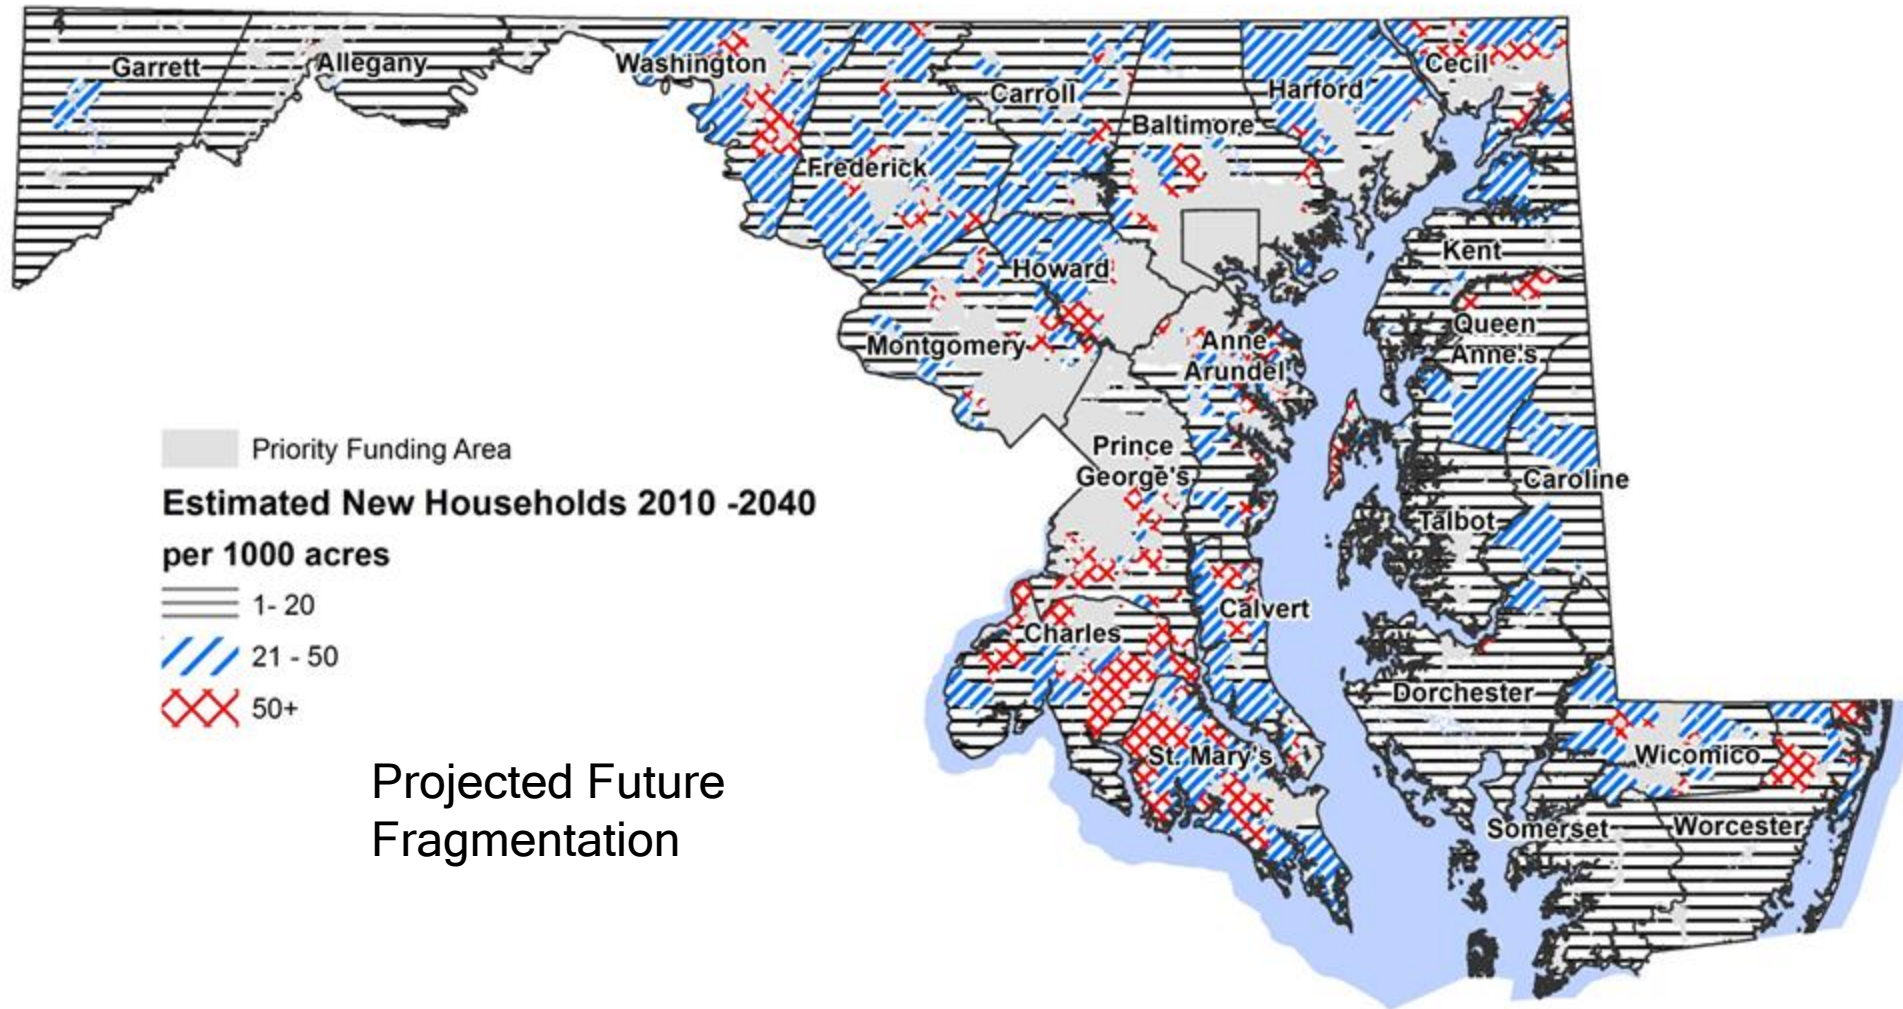 Garrett
Allegany
Washington
Frederick
Carroll
Baltimore
Harford
Cecil
Howard
Montgomery
Anne
Arundel
Kent
Queen
Anne's
Prince
George's
Caroline
Talbot
Calvert
Charles
St. Mary's
Dorchester
Wicomico
Somerset
Worcester
Priority Funding Area
Estimated New Households 2010 -2040
per 1000 acres
1- 20
21 - 50
50+
Projected Future
Fragmentation